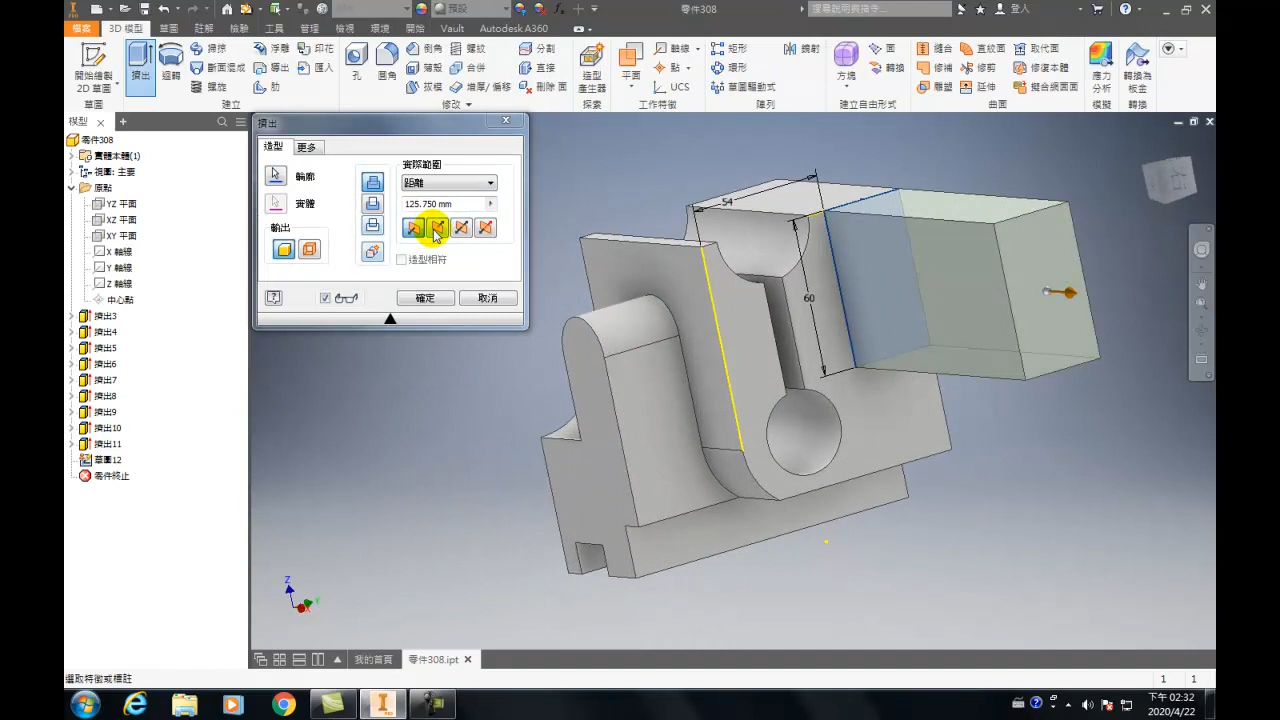 預設
零件308
搜尋說明與指令...
登入
檔案
3D 模型
草圖
註解
檢驗
工具
管理
檢視
環境
開始
Vault
Autodesk A360
開始繪製
2D 草圖
擠出
迴轉
掃掠
斷面混成
螺旋
浮雕
導出
肋
印花
匯入
孔
圓角
倒角
薄殼
拔模
螺紋
合併
增厚/偏移
分割
直接
刪除 面
造型
產生器
平面
軸線
點
UCS
矩形
環形
草圖驅動式
鏡射
方塊
面
轉換
縫合
修補
雕塑
直紋面
修剪
延伸
取代面
修復本體
擬合網面
應力
分析
轉換為
鈑金
草圖
建立
修改
探索
工作特徵
陣列
建立自由形式
曲面
模擬
轉換
模型
零件308
實體本體(1)
視圖: 主要
原點
YZ 平面
XZ 平面
XY 平面
X 軸線
Y 軸線
Z 軸線
中心點
擠出3
擠出4
擠出5
擠出6
擠出7
擠出8
擠出9
擠出10
擠出11
草圖12
零件終止
擠出
造型
更多
輪廓
實體
輸出
實際範圍
距離
125.750 mm
造型相符
確定
取消
54
60
Z
Y
X
我的首頁
零件308.ipt
選取特徵或標註
1
1
下午 02:32
2020/4/22